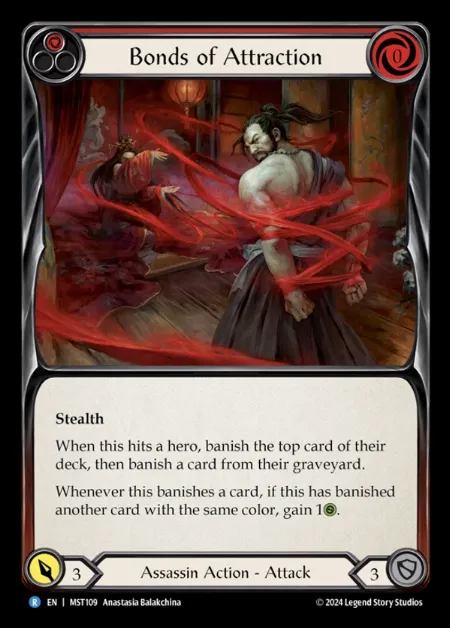 Bonds of Attraction
0
Stealth
When this hits a hero, banish the top card of their
deck, then banish a card from their graveyard.
Whenever this banishes a card, if this has banished
another card with the same color, gain 1.
3
Assassin Action - Attack
3
R EN | MST109 Anastasia Balakchina
© 2024 Legend Story Studios